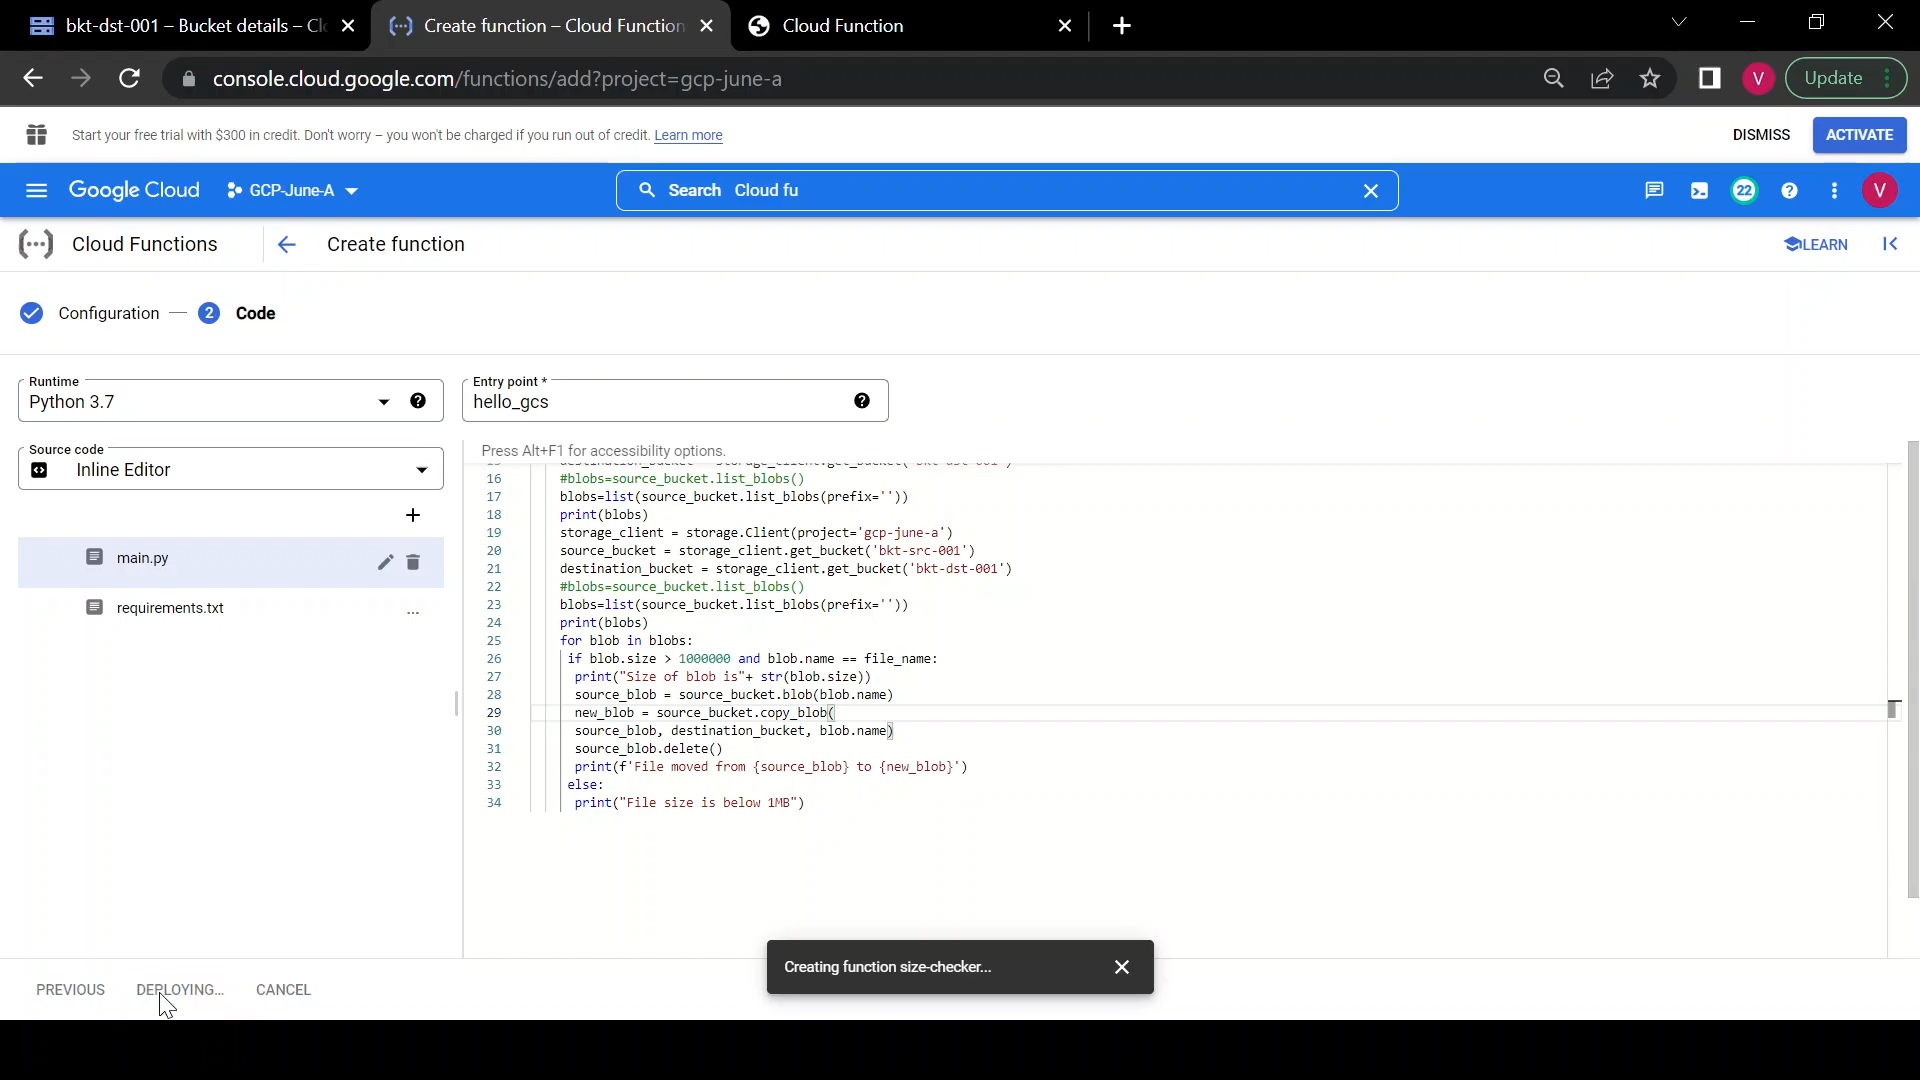 bkt-dst-001 – Bucket details – Cl
Create function – Cloud Function
Cloud Function
console.cloud.google.com/functions/add?project=gcp-june-a
V
Update
Start your free trial with $300 in credit. Don't worry – you won't be charged if you run out of credit. Learn more
DISMISS
ACTIVATE
Google Cloud
GCP-June-A
Search Cloud fu
22
V
Cloud Functions
Create function
LEARN
Configuration — 2 Code
Runtime
Python 3.7
Entry point *
hello_gcs
Source code
Inline Editor
Press Alt+F1 for accessibility options.
main.py
requirements.txt
...
15 destination_bucket = storage_client.get_bucket('bkt-dst-001')
16 #blobs=source_bucket.list_blobs()
17 blobs=list(source_bucket.list_blobs(prefix=''))
18 print(blobs)
19 storage_client = storage.Client(project='gcp-june-a')
20 source_bucket = storage_client.get_bucket('bkt-src-001')
21 destination_bucket = storage_client.get_bucket('bkt-dst-001')
22 #blobs=source_bucket.list_blobs()
23 blobs=list(source_bucket.list_blobs(prefix=''))
24 print(blobs)
25 for blob in blobs:
26 if blob.size > 1000000 and blob.name == file_name:
27 print("Size of blob is"+ str(blob.size))
28 source_blob = source_bucket.blob(blob.name)
29 new_blob = source_bucket.copy_blob(
30 source_blob, destination_bucket, blob.name)
31 source_blob.delete()
32 print(f'File moved from {source_blob} to {new_blob}')
33 else:
34 print("File size is below 1MB")
Creating function size-checker...
PREVIOUS
DEPLOYING...
CANCEL